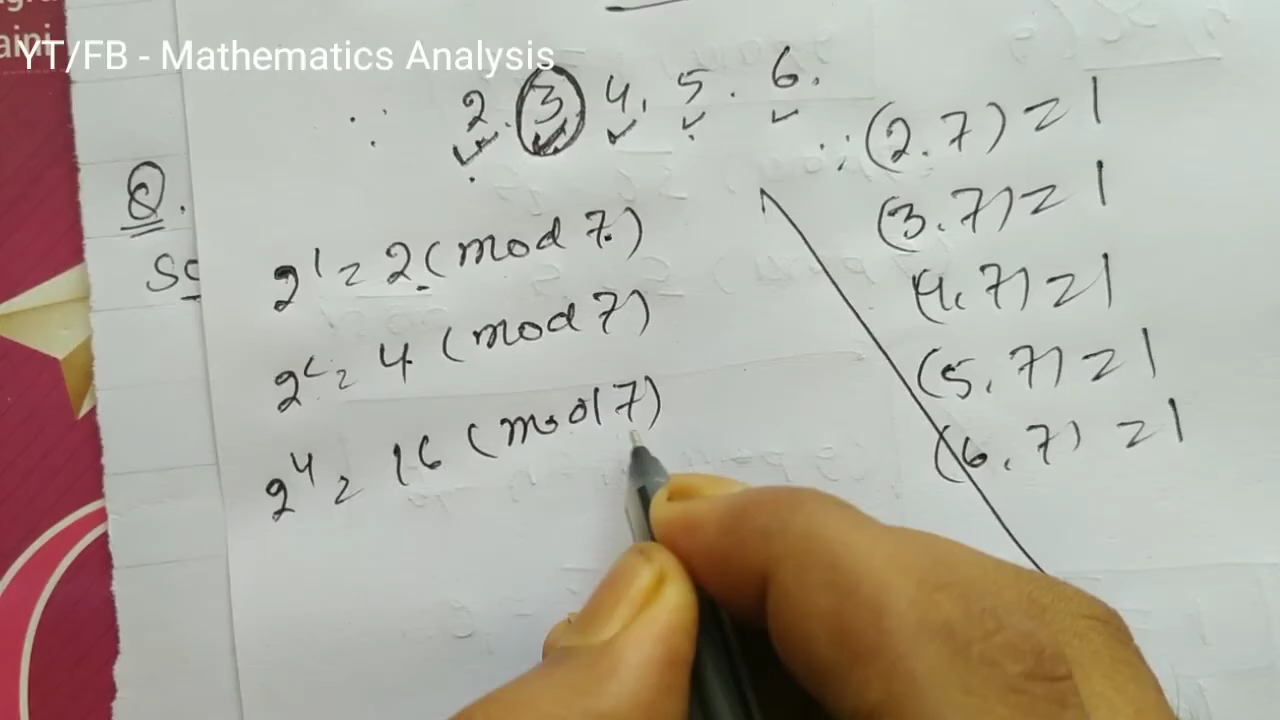 YT/FB - Mathematics Analysis
∵ 2. 3 4. 5. 6.
∵ (2.7) = 1
(3.7) = 1
(4.7) = 1
(5.7) = 1
(6.7) = 1
Q.
2¹ = 2 (mod 7)
2² = 4 (mod 7)
2⁴ = 16 (mod 7)